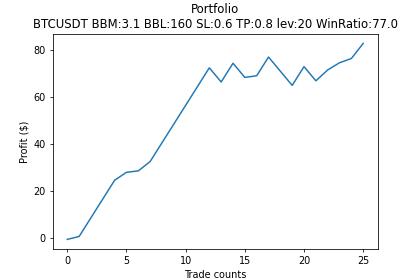 Portfolio
BTCUSDT BBM:3.1 BBL:160 SL:0.6 TP:0.8 lev:20 WinRatio:77.0
80
60
40
20
0
Profit ($)
0 5 10 15 20 25
Trade counts